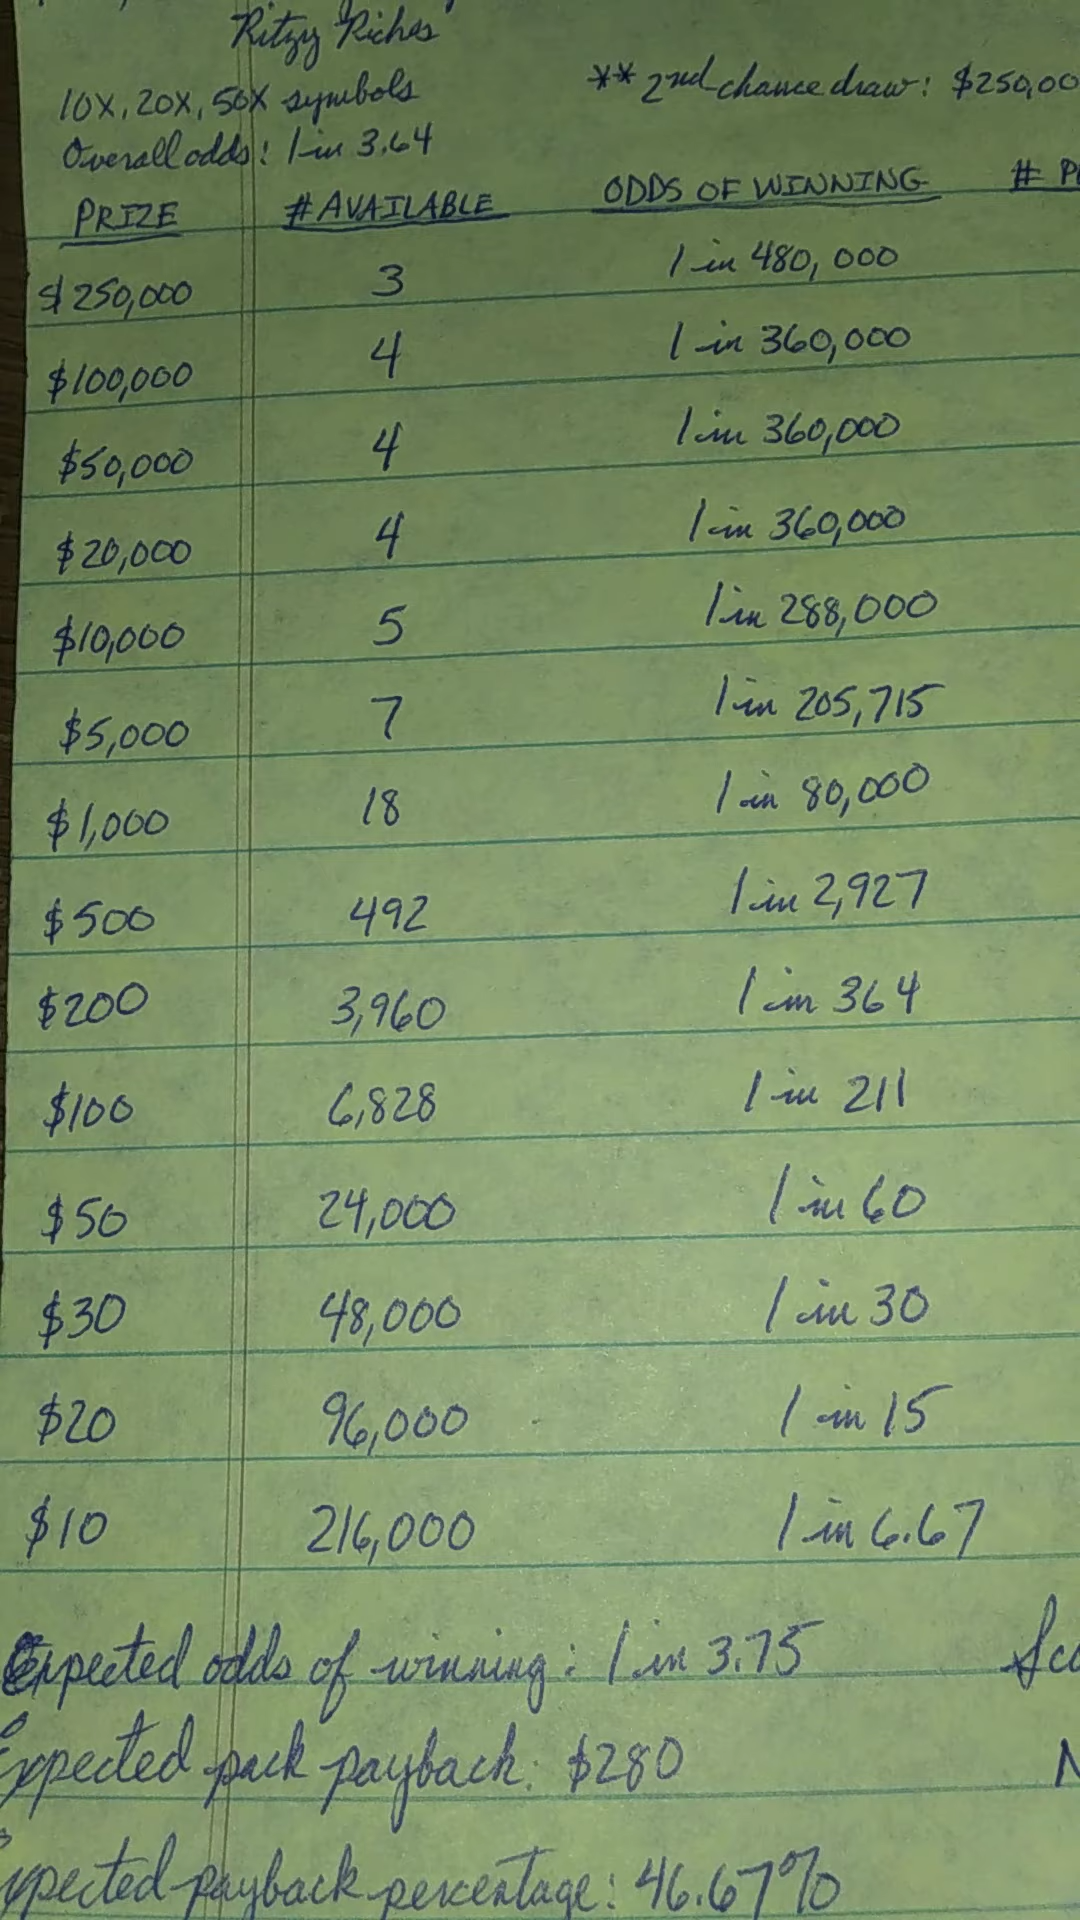 Ritzy Riches
10X, 20X, 50X symbols
** 2nd chance draw: $250,00
Overall odds: 1 in 3.64
PRIZE # AVAILABLE ODDS OF WINNING #
$250,000 3 1 in 480,000
$100,000 4 1 in 360,000
$50,000 4 1 in 360,000
$20,000 4 1 in 360,000
$10,000 5 1 in 288,000
$5,000 7 1 in 205,715
$1,000 18 1 in 80,000
$500 492 1 in 2,927
$200 3,960 1 in 364
$100 6,828 1 in 211
$50 24,000 1 in 60
$30 48,000 1 in 30
$20 96,000 1 in 15
$10 216,000 1 in 6.67
Expected odds of winning: 1 in 3.75
Expected pack payback: $280
Expected payback percentage: 46.67%